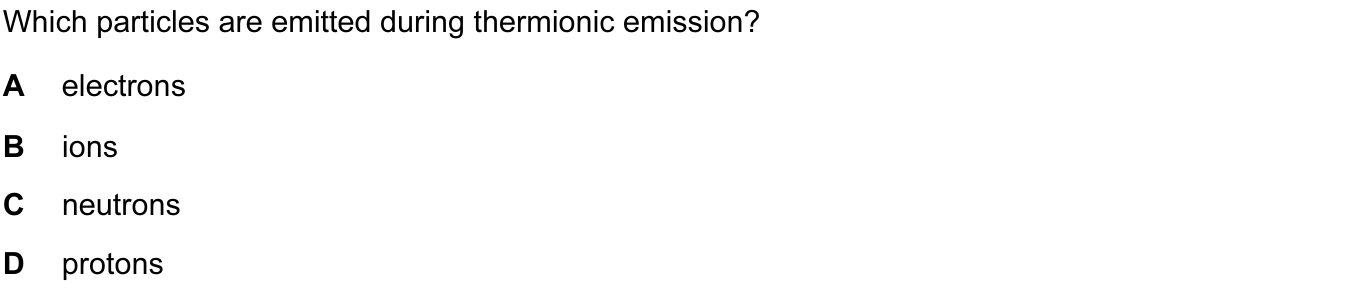 Which particles are emitted during thermionic emission?
A electrons
B ions
C neutrons
D protons